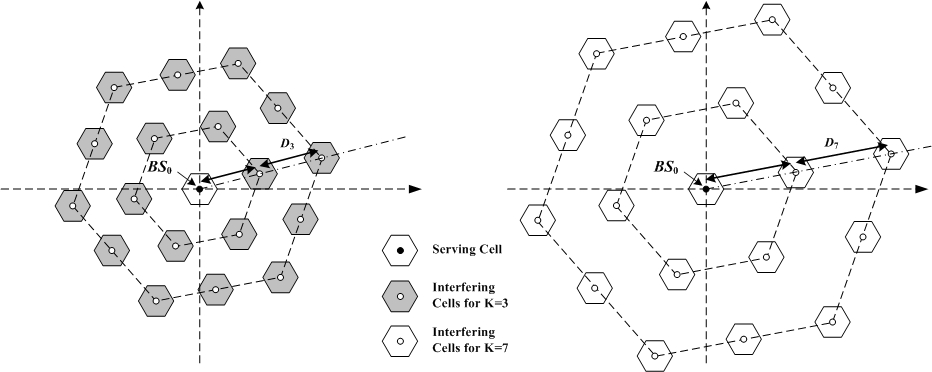 D3
BS0
D7
BS0
Serving Cell
Interfering
Cells for K=3
Interfering
Cells for K=7